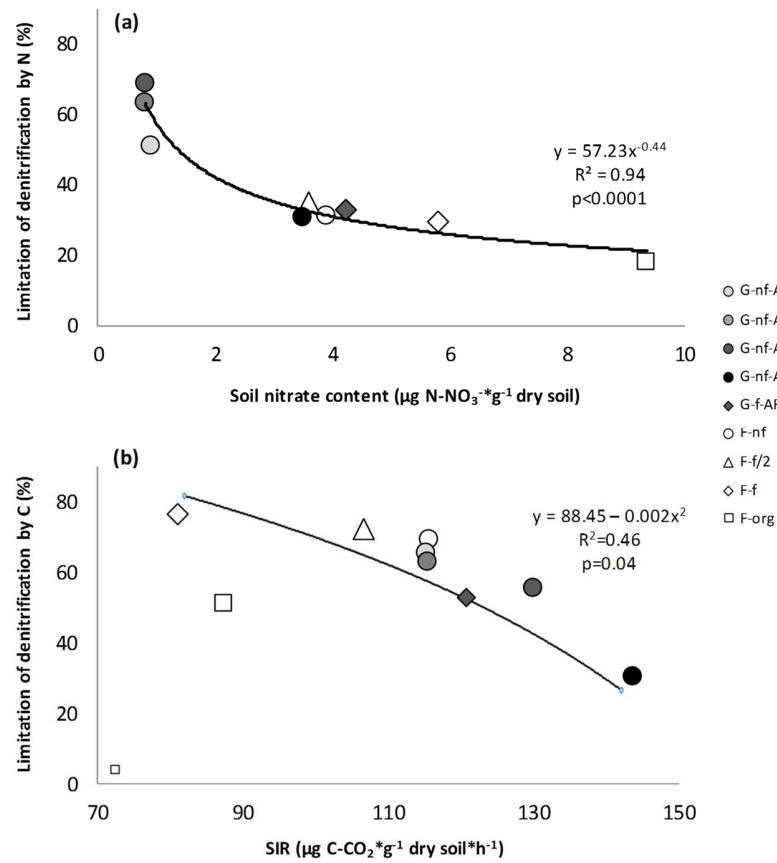 (a)
Limitation of denitrification by N (%)
80
60
40
20
0
y = 57.23x-0.44
R² = 0.94
p<0.0001
0 2 4 6 8 10
Soil nitrate content (µg N-NO3-*g-1 dry soil)
G-nf-A
G-nf-A
G-nf-A
G-nf-A
G-f-AF
F-nf
F-f/2
F-f
F-org
(b)
Limitation of denitrification by C (%)
80
60
40
20
0
y = 88.45 – 0.002x2
R2=0.46
p=0.04
70 90 110 130 150
SIR (µg C-CO2*g-1 dry soil*h-1)